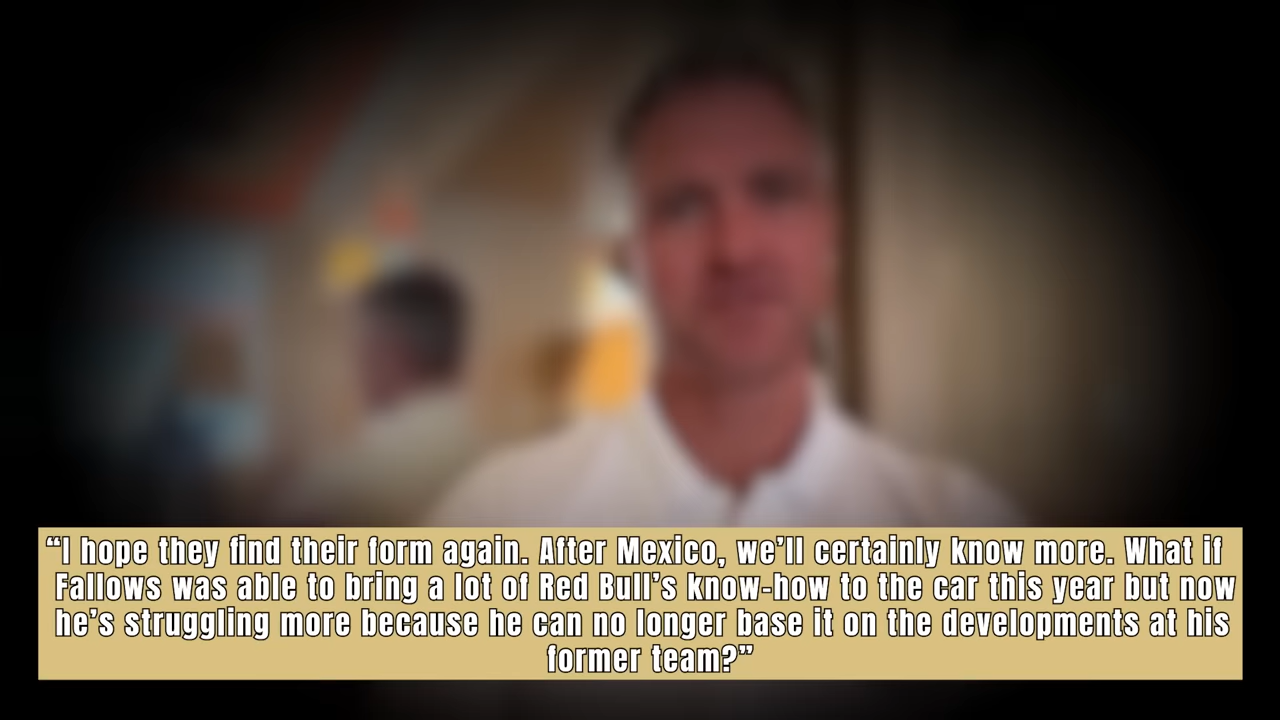 “I hope they find their form again. After Mexico, we’ll certainly know more. What if
Fallows was able to bring a lot of Red Bull’s know-how to the car this year but now
he’s struggling more because he can no longer base it on the developments at his
former team?”